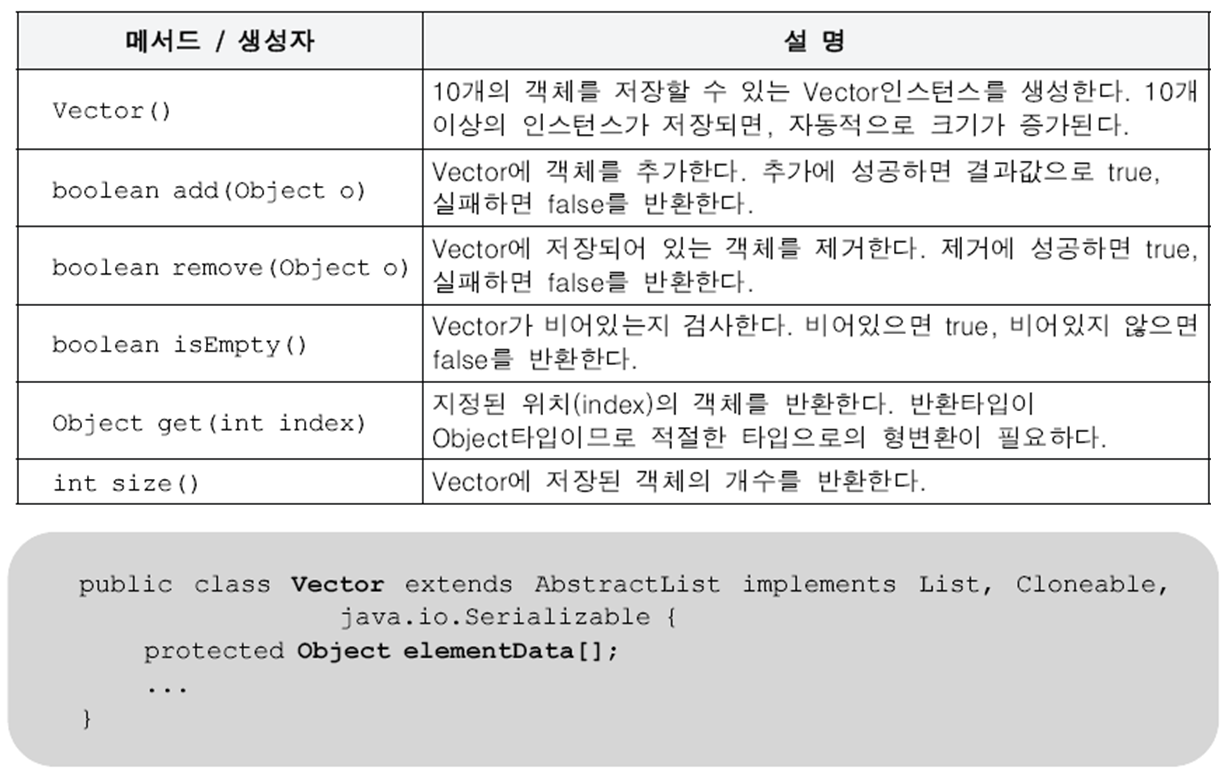 메서드 / 생성자
설 명
Vector()
10개의 객체를 저장할 수 있는 Vector인스턴스를 생성한다. 10개
이상의 인스턴스가 저장되면, 자동적으로 크기가 증가된다.
boolean add(Object o)
Vector에 객체를 추가한다. 추가에 성공하면 결과값으로 true,
실패하면 false를 반환한다.
boolean remove(Object o)
Vector에 저장되어 있는 객체를 제거한다. 제거에 성공하면 true,
실패하면 false를 반환한다.
boolean isEmpty()
Vector가 비어있는지 검사한다. 비어있으면 true, 비어있지 않으면
false를 반환한다.
Object get(int index)
지정된 위치(index)의 객체를 반환한다. 반환타입이
Object타입이므로 적절한 타입으로의 형변환이 필요하다.
int size()
Vector에 저장된 객체의 개수를 반환한다.
public class Vector extends AbstractList implements List, Cloneable,
java.io.Serializable {
protected Object elementData[];
...
}